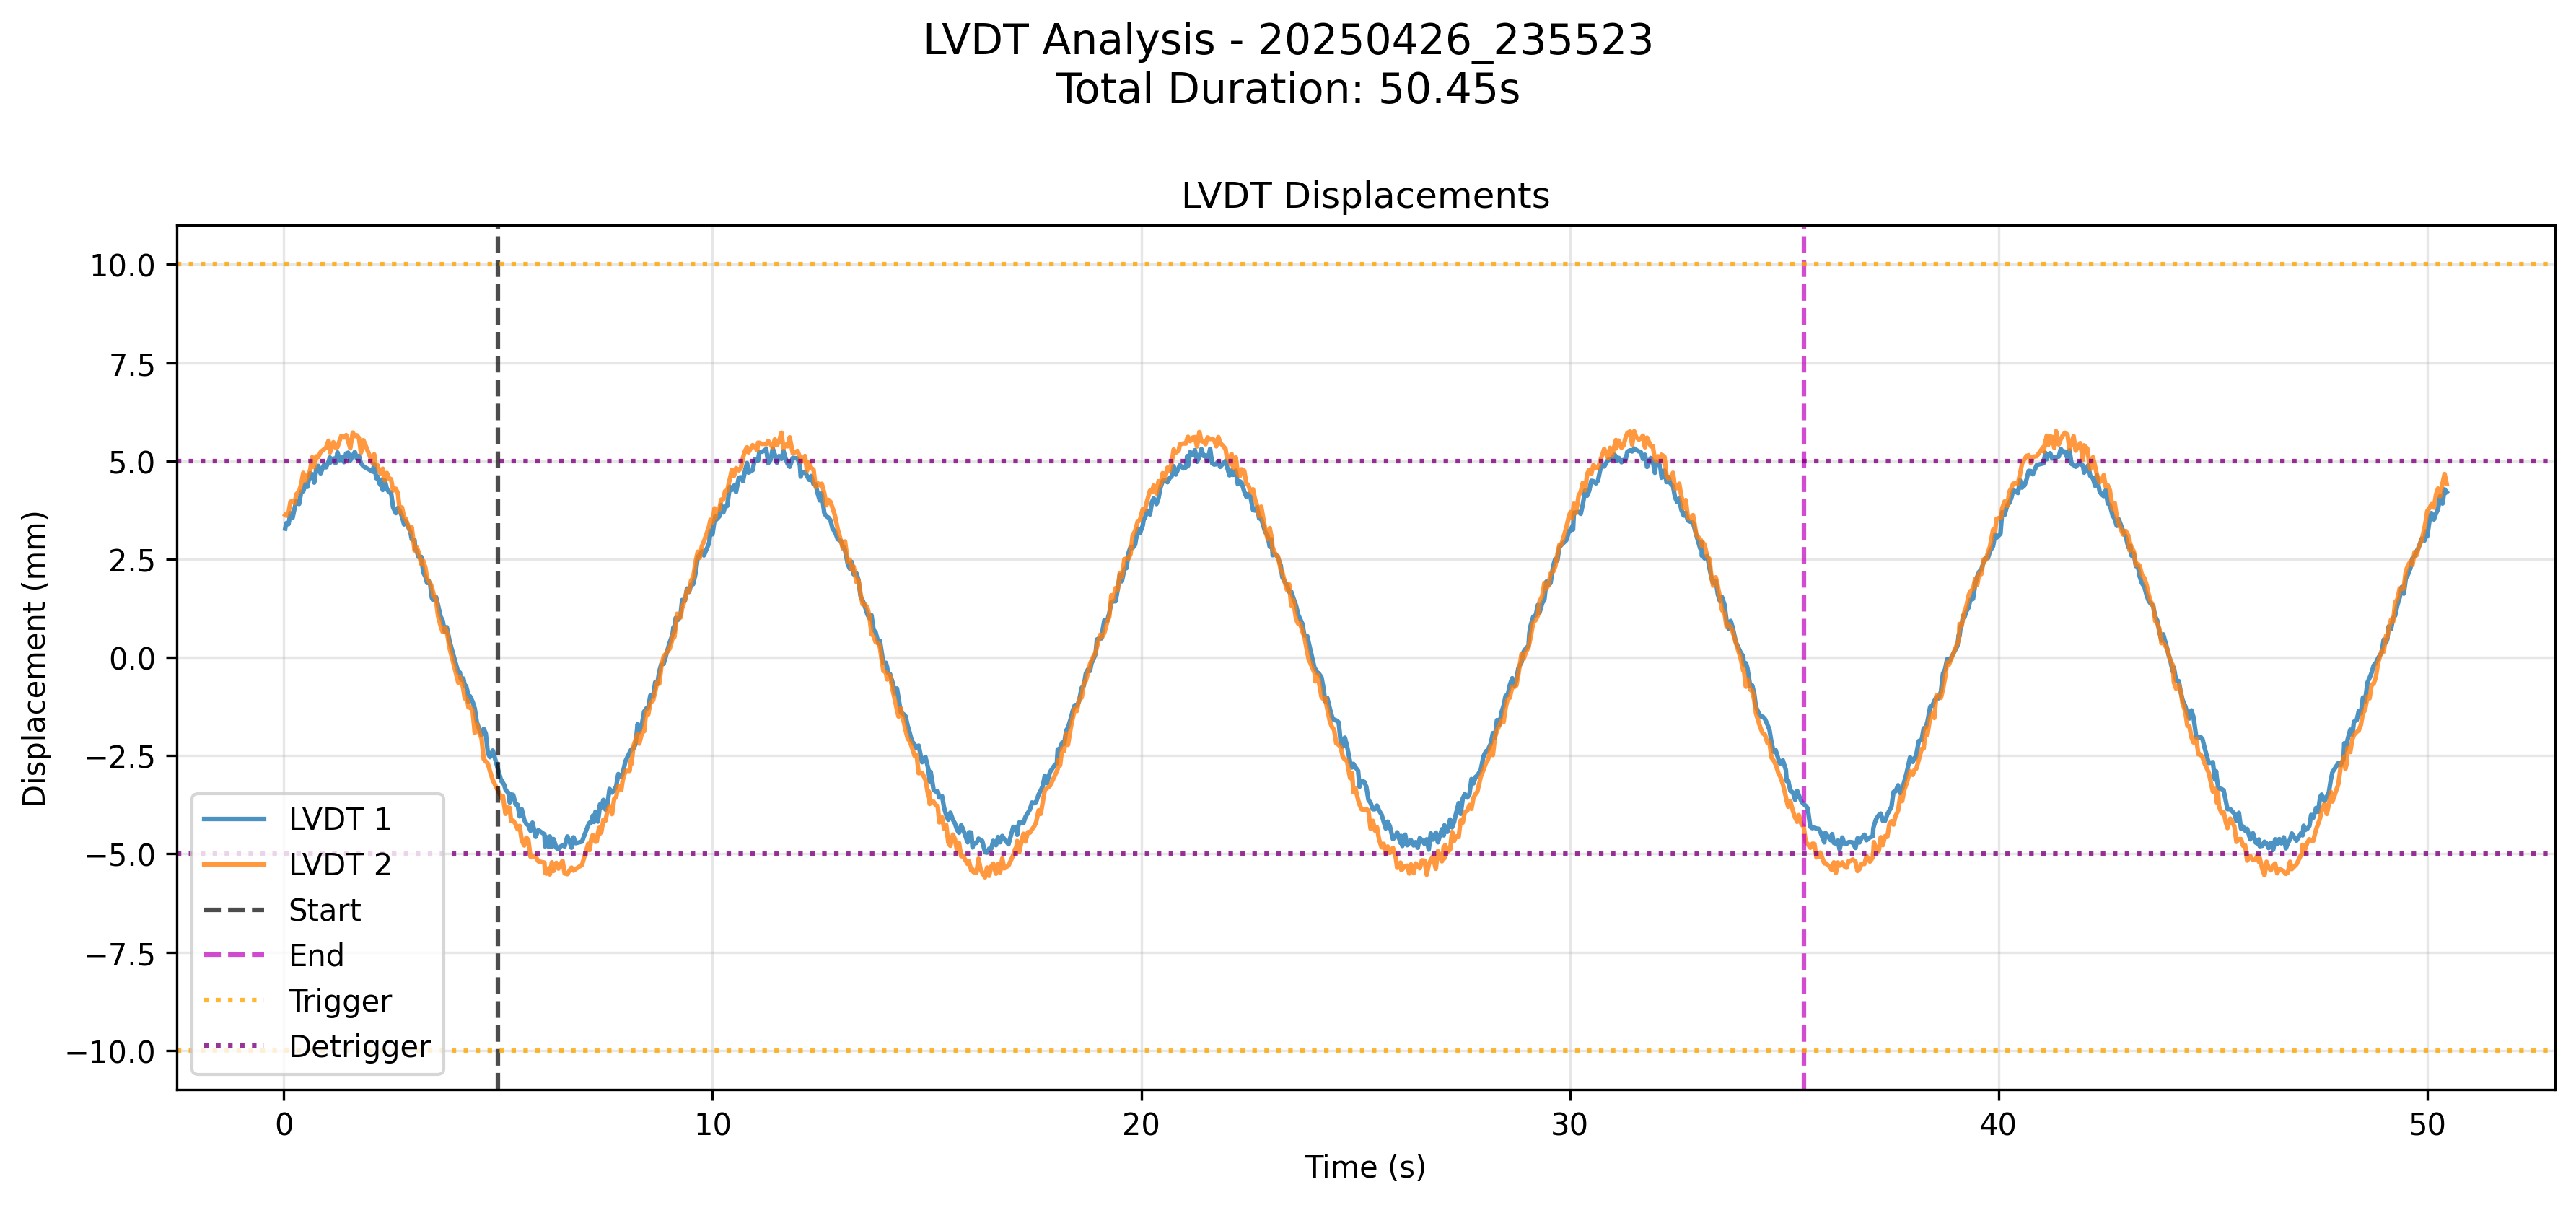 LVDT Analysis - 20250426_235523
Total Duration: 50.45s
LVDT Displacements
10.0
7.5
5.0
2.5
0.0
−2.5
−5.0
−7.5
−10.0
Displacement (mm)
LVDT 1
LVDT 2
Start
End
Trigger
Detrigger
0
10
20
30
40
50
Time (s)